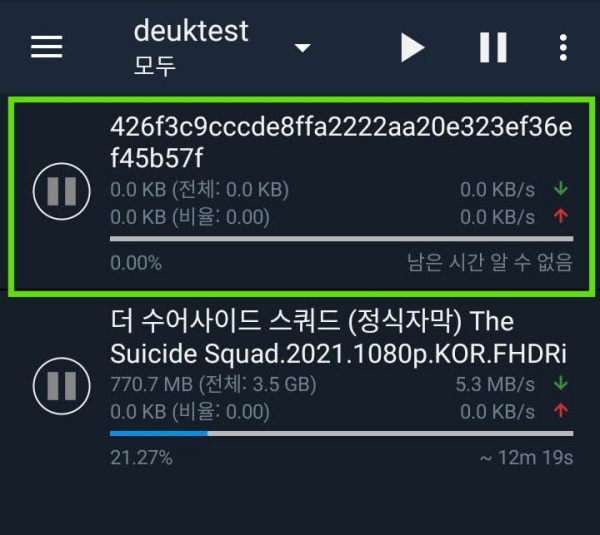 deuktest
모두
426f3c9cccde8ffa2222aa20e323ef36e
f45b57f
0.0 KB (전체: 0.0 KB) 0.0 KB/s
0.0 KB (비율: 0.00) 0.0 KB/s
0.00% 남은 시간 알 수 없음
더 수어사이드 스쿼드 (정식자막) The
Suicide Squad.2021.1080p.KOR.FHDRi
770.7 MB (전체: 3.5 GB) 5.3 MB/s
0.0 KB (비율: 0.00) 0.0 KB/s
21.27% ~ 12m 19s